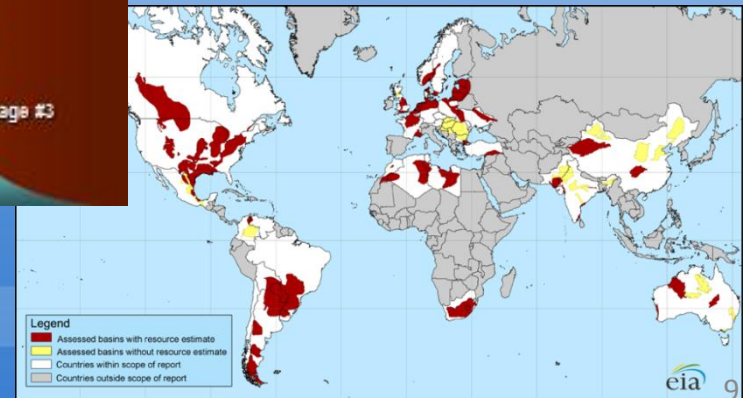 age #3
Legend
Assessed basins with resource estimate
Assessed basins without resource estimate
Countries within scope of report
Countries outside scope of report
eia
9